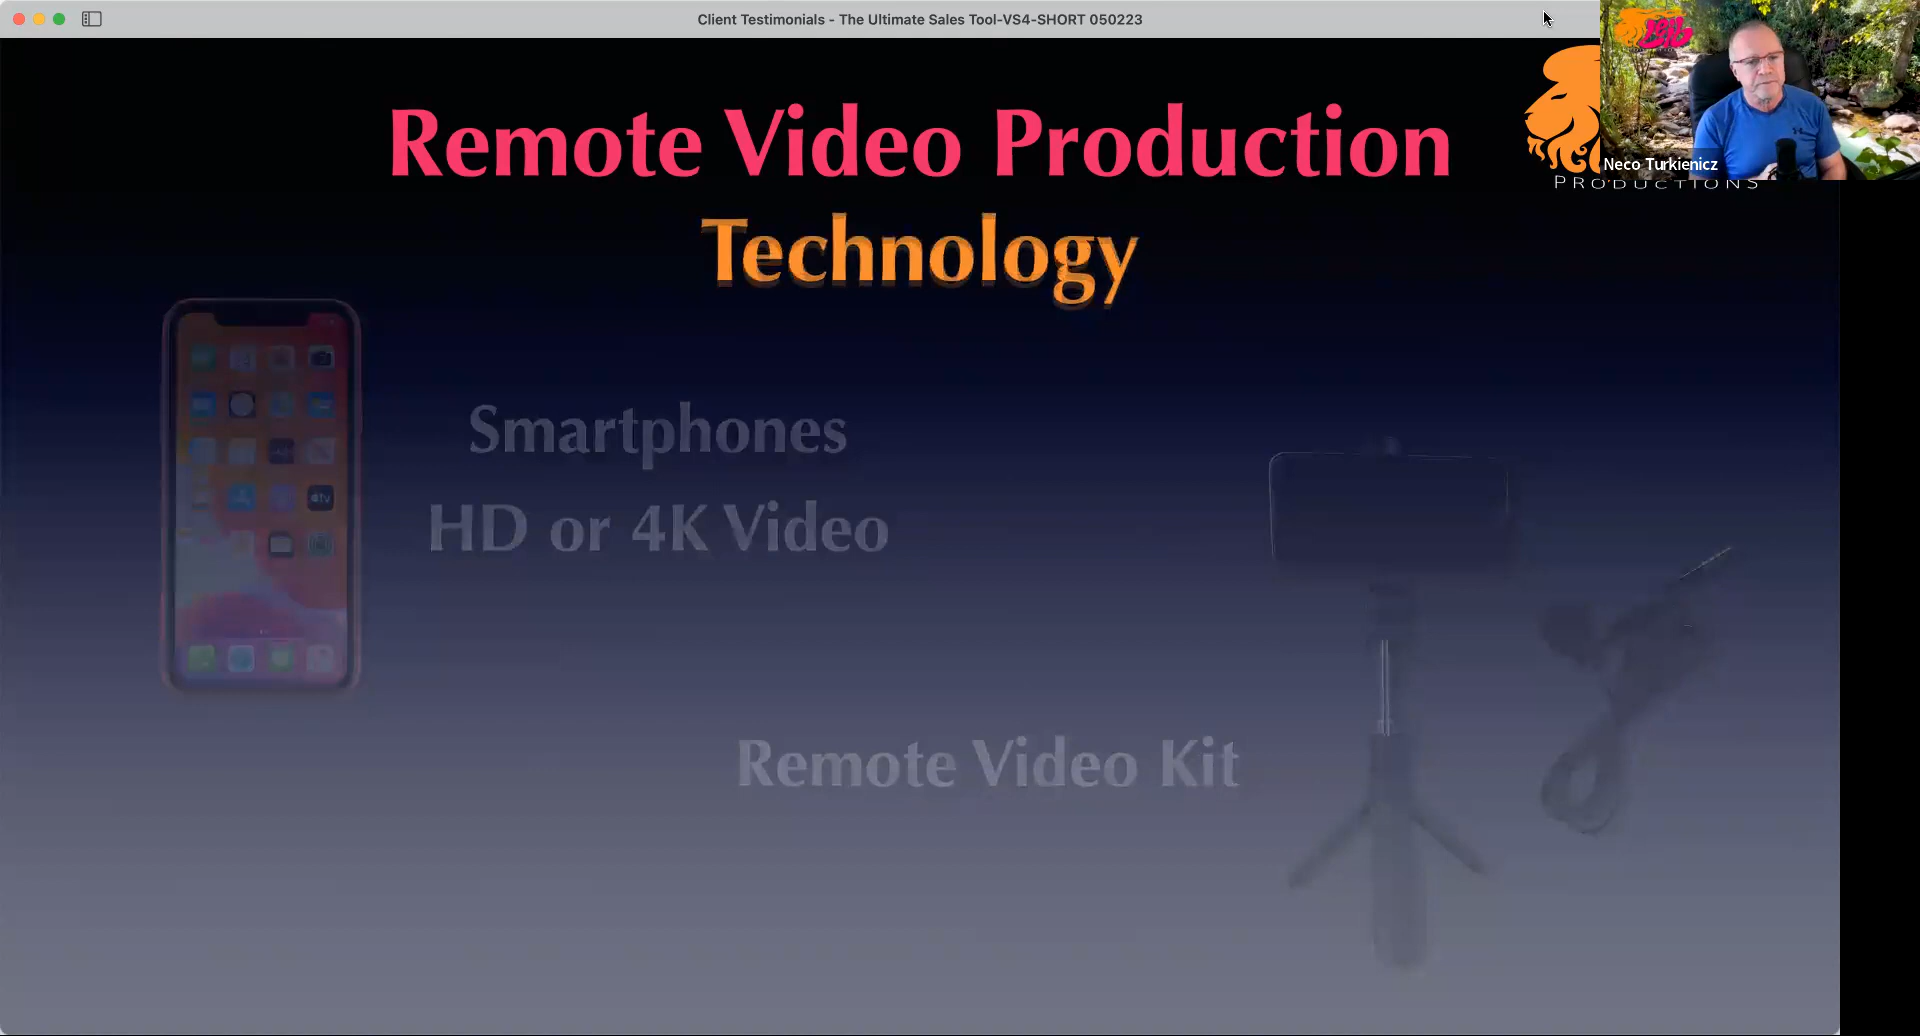 Client Testimonials - The Ultimate Sales Tool-VS4-SHORT 050223
Remote Video Production
Technology
PRODUCTIONS
Neco Turkienicz
Smartphones
HD or 4K Video
Remote Video Kit